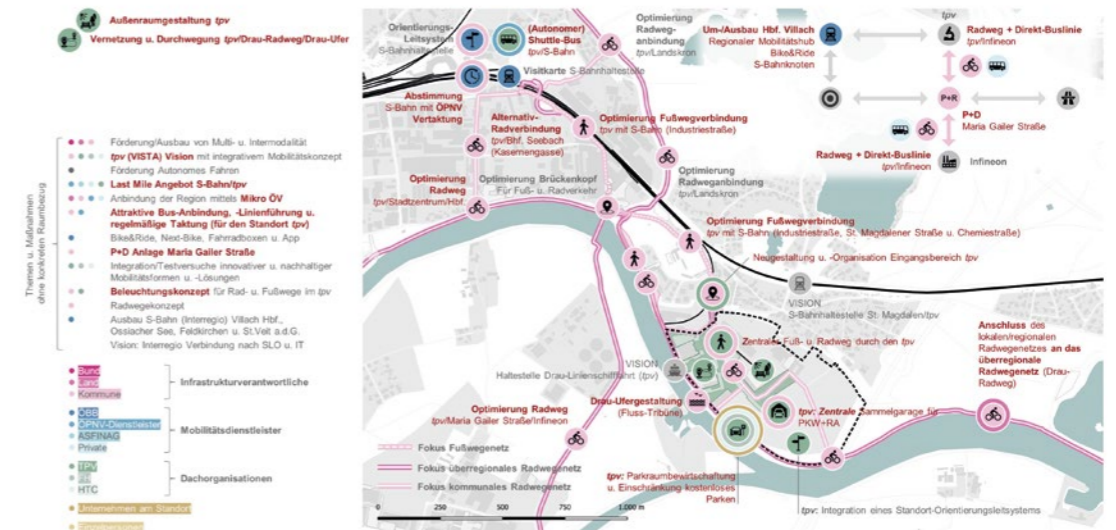 Außenraumgestaltung tpv
Vernetzung u. Durchwegung tpv/Drau-Radweg/Drau-Ufer
Themen u. Maßnahmen
ohne konkreten Raumbezug
Förderung/Ausbau von Multi- u. Intermodalität
tpv (VISTA) Vision mit integrativem Mobilitätskonzept
Förderung Autonomes Fahren
Last Mile Angebot S-Bahn/tpv
Anbindung der Region mittels Mikro ÖV
Attraktive Bus-Anbindung, -Linienführung u.
regelmäßige Taktung (für den Standort tpv)
Bike&Ride, Next-Bike, Fahrradboxen u. App
P+D Anlage Maria Gailer Straße
Integration/Testversuche innovativer u. nachhaltiger
Mobilitätsformen u. -Lösungen
Beleuchtungskonzept für Rad- u. Fußwege im tpv
Radwegekonzept
Ausbau S-Bahn (Interregio) Villach Hbf.,
Ossiacher See, Feldkirchen u. St.Veit a.d.G.
Vision: Interregio Verbindung nach SLO u. IT
Bund
Land
Kommune
Infrastrukturverantwortliche
ÖBB
ÖPNV-Dienstleister
ASFINAG
Private
Mobilitätsdienstleister
TPV
HTC
Dachorganisationen
Unternehmen am Standort
Orientierungs-
Leitsystem
S-Bahnhaltestelle
(Autonomer)
Shuttle-Bus
tpv/S-Bahn
Optimierung
Radweg-
anbindung
tpv/Landskron
Visitkarte S-Bahnhaltestelle
Abstimmung
S-Bahn mit ÖPNV
Vertaktung
Alternativ-
Radverbindung
tpv/Bhf. Seebach
(Kasernengasse)
Optimierung Fußwegverbindung
tpv mit S-Bahn (Industriestraße)
Optimierung
Radweg
tpv/Stadtzentrum/Hbf.
Optimierung Brückenkopf
Für Fuß- u. Radverkehr
Optimierung
Radweganbindung
tpv/Landskron
Optimierung Fußwegverbindung
tpv mit S-Bahn (Industriestraße, St. Magdalener Straße u. Chemiestraße)
Neugestaltung u. -Organisation Eingangsbereich tpv
VISION
S-Bahnhaltestelle St. Magdalen/tpv
Zentraler Fuß- u. Radweg durch den tpv
VISION
Haltestelle Drau-Linienschifffahrt (tpv)
Drau-Ufergestaltung
(Fluss-Tribüne)
Optimierung Radweg
tpv/Maria Gailer Straße/Infineon
tpv: Zentrale Sammelgarage für
PKW+RA
Anschluss des
lokalen/regionalen
Radwegenetzes an das
überregionale
Radwegenetz (Drau-
Radweg)
tpv: Parkraumbewirtschaftung
u. Einschränkung kostenloses
Parken
tpv: Integration eines Standort-Orientierungsleitsystems
Fokus Fußwegenetz
Fokus überregionales Radwegenetz
Fokus kommunales Radwegenetz
0
250
500
750
1.000 m
Um-/Ausbau Hbf. Villach
Regionaler Mobilitätshub
Bike&Ride
S-Bahnknoten
tpv
Radweg + Direkt-Buslinie
tpv/Infineon
P+R
P+D
Maria Gailer Straße
Radweg + Direkt-Buslinie
tpv/Infineon
Infineon